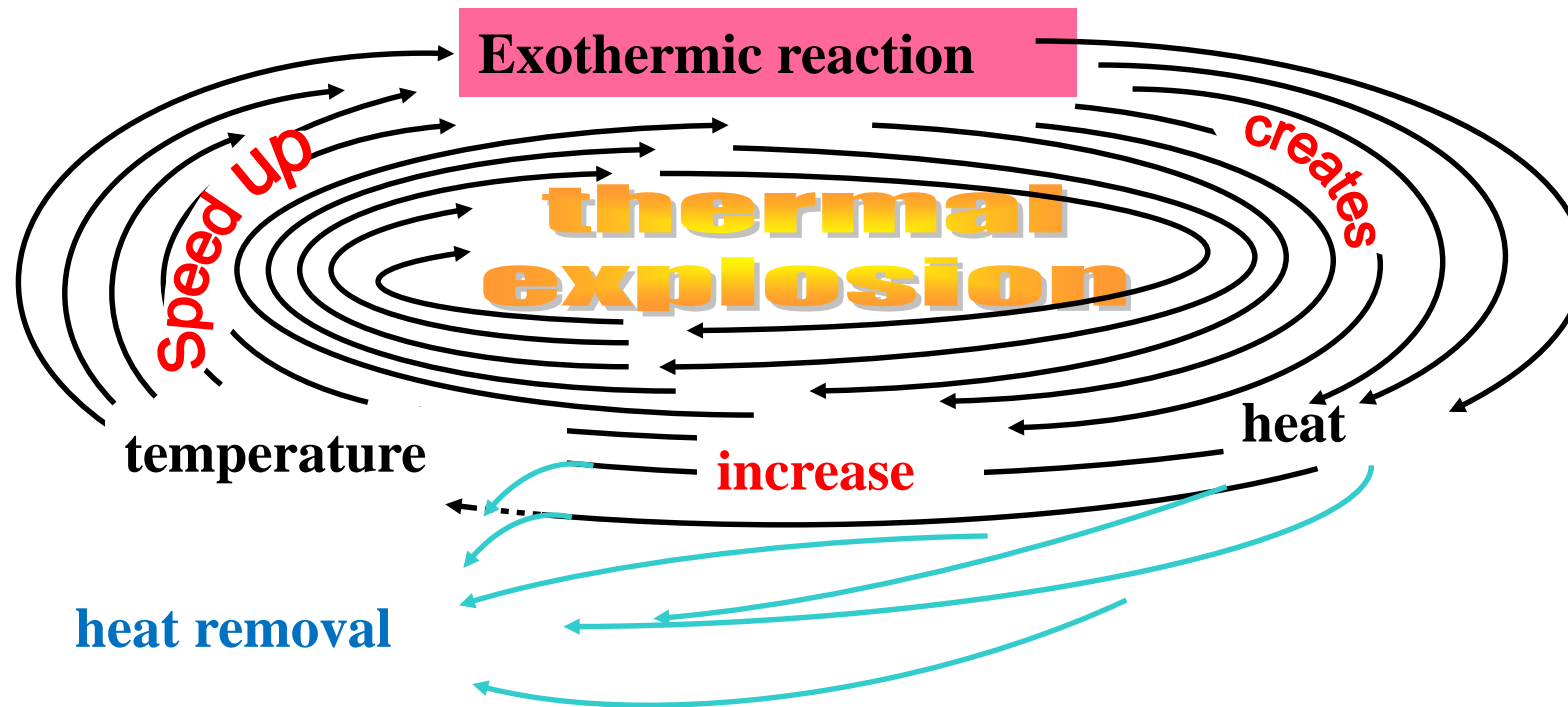 Exothermic reaction
creates
Speed up
thermal
explosion
heat
temperature
increase
heat removal